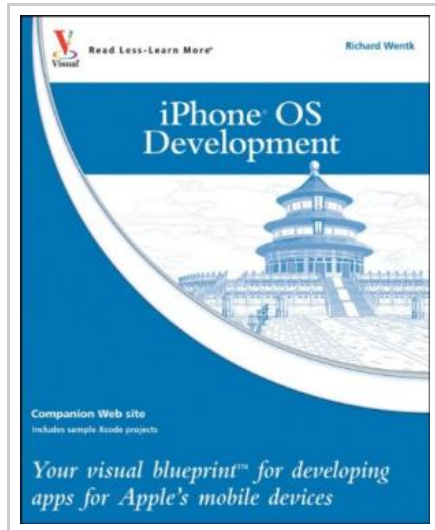 Read Less-Learn More®
Richard Wentk
Visual
iPhone® OS
Development
Companion Web site
Includes sample Xcode projects
Your visual blueprint™ for developing
apps for Apple's mobile devices